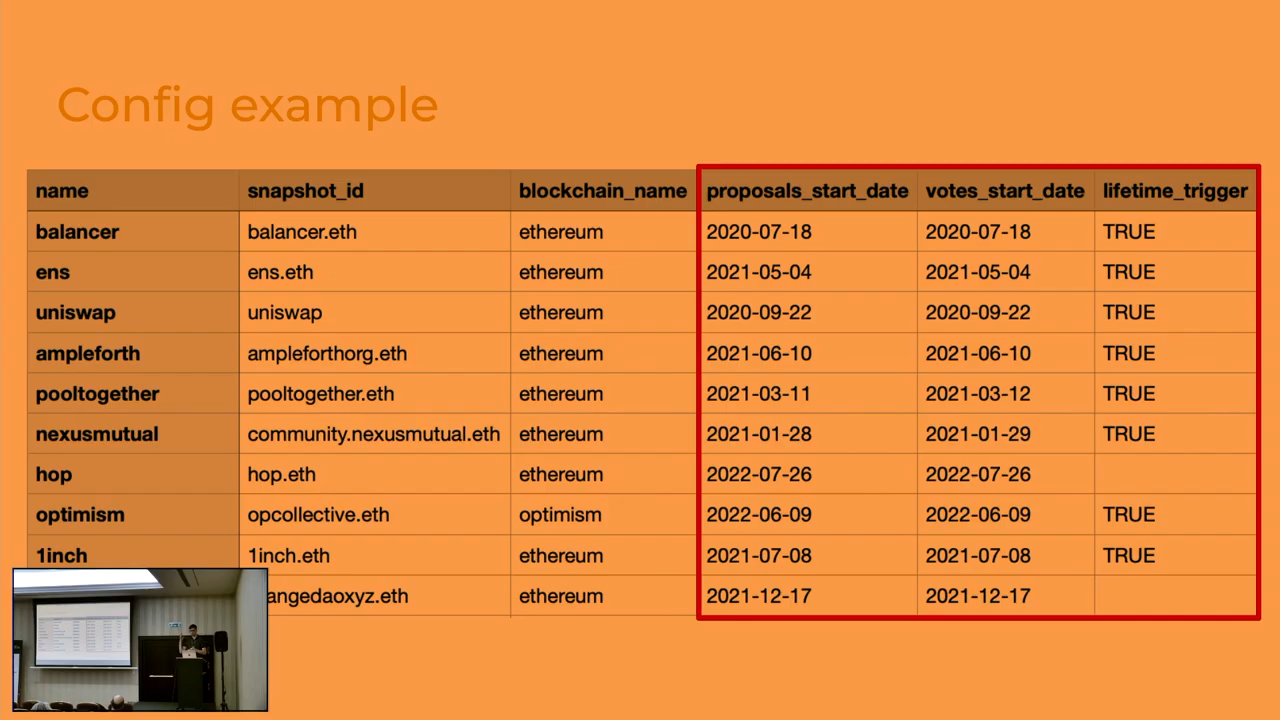 Config example
name snapshot_id blockchain_name proposals_start_date votes_start_date lifetime_trigger
balancer balancer.eth ethereum 2020-07-18 2020-07-18 TRUE
ens ens.eth ethereum 2021-05-04 2021-05-04 TRUE
uniswap uniswap ethereum 2020-09-22 2020-09-22 TRUE
ampleforth ampleforthorg.eth ethereum 2021-06-10 2021-06-10 TRUE
pooltogether pooltogether.eth ethereum 2021-03-11 2021-03-12 TRUE
nexusmutual community.nexusmutual.eth ethereum 2021-01-28 2021-01-29 TRUE
hop hop.eth ethereum 2022-07-26 2022-07-26
optimism opcollective.eth optimism 2022-06-09 2022-06-09 TRUE
1inch 1inch.eth ethereum 2021-07-08 2021-07-08 TRUE
angedaoxyz.eth ethereum 2021-12-17 2021-12-17